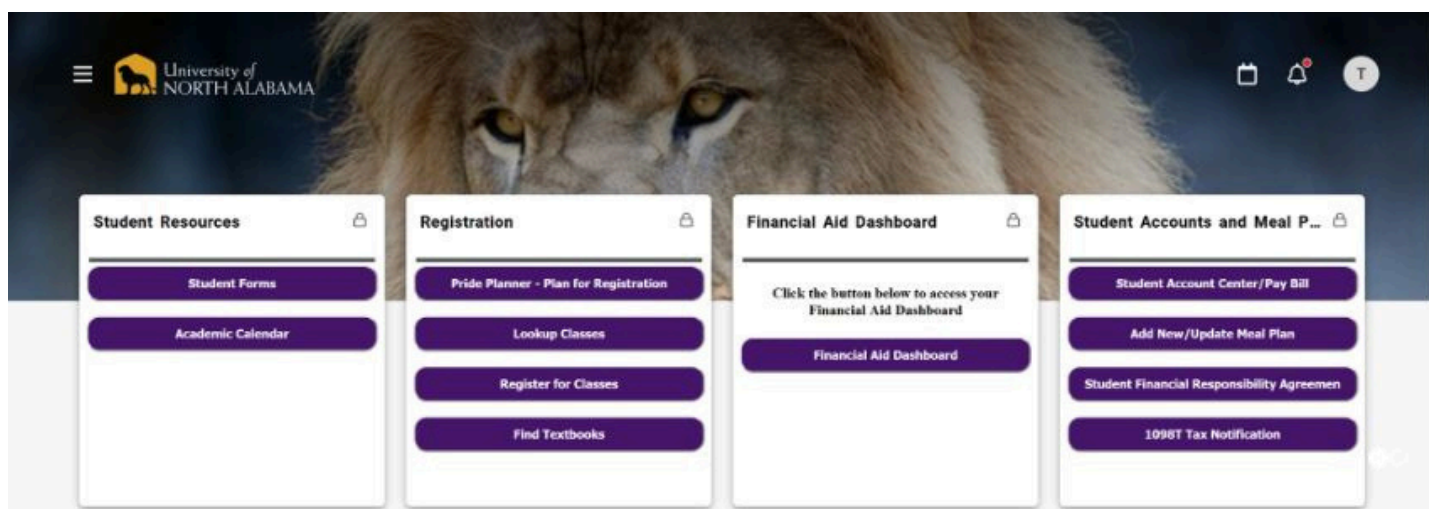 University of
NORTH ALABAMA
T
Student Resources
Student Forms
Academic Calendar
Registration
Pride Planner - Plan for Registration
Lookup Classes
Register for Classes
Find Textbooks
Financial Aid Dashboard
Click the button below to access your
Financial Aid Dashboard
Financial Aid Dashboard
Student Accounts and Meal P...
Student Account Center/Pay Bill
Add New/Update Meal Plan
Student Financial Responsibility Agreemen
1098T Tax Notification